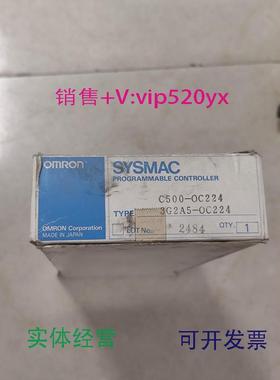 销售+V:vip520yx
OMRON
SYSMAC
PROGRAMMABLE CONTROLLER
C500-OC224
TYPE 3G2A5-OC224
OMRON Corporation
MADE IN JAPAN
LOT No. 2484
QTY. 1
实体经营
可开发票